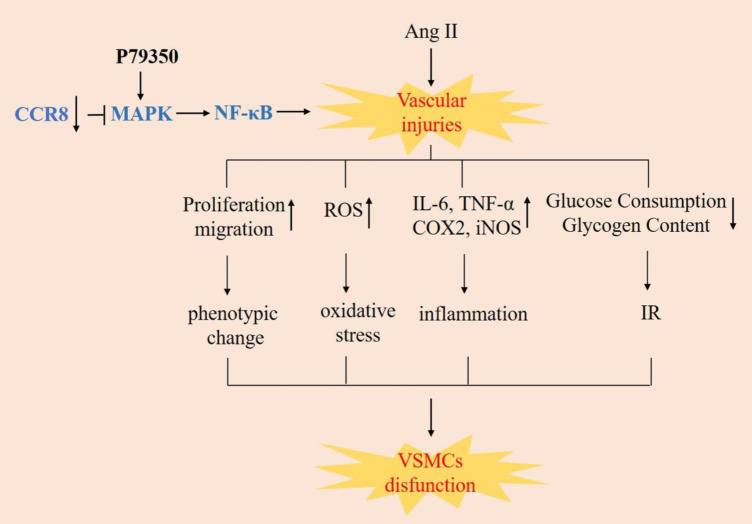 Ang II
P79350
CCR8 MAPK NF-κB
Vascular
injuries
Proliferation
migration
ROS
IL-6, TNF-α
COX2, iNOS
Glucose Consumption
Glycogen Content
phenotypic
change
oxidative
stress
inflammation
IR
VSMCs
disfunction